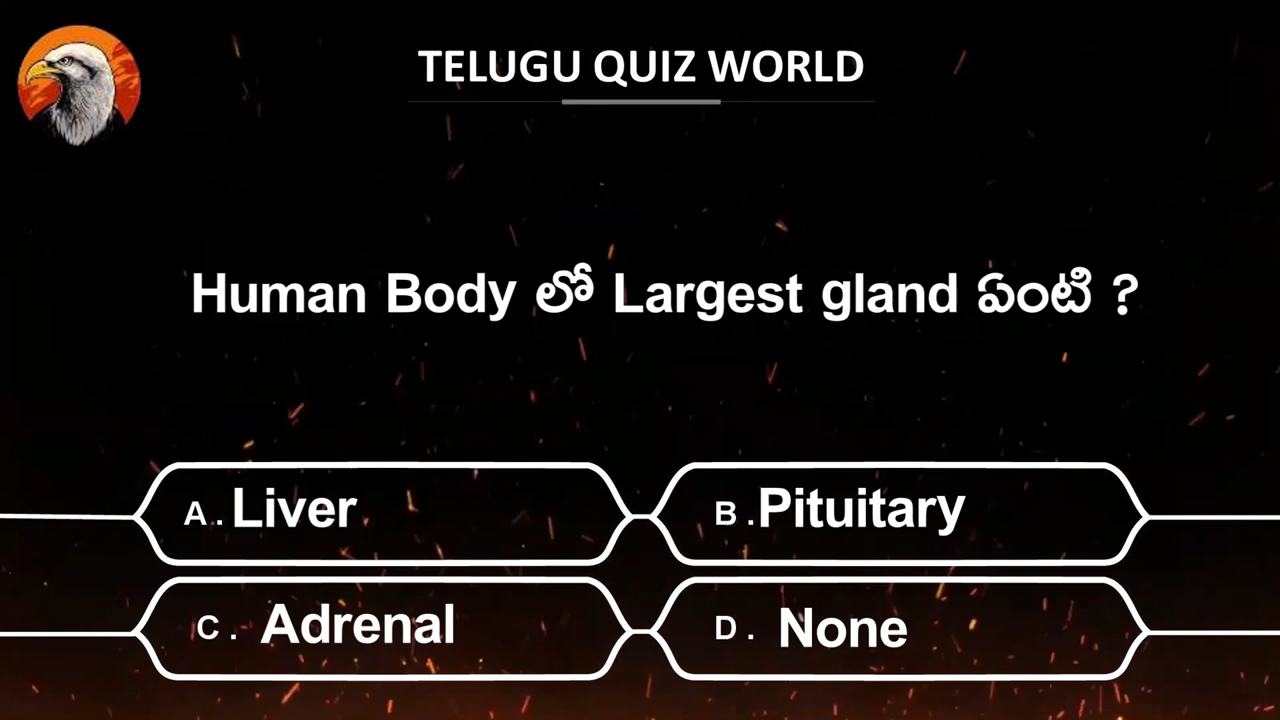 TELUGU QUIZ WORLD
Human Body లో Largest gland ఏంటి ?
A . Liver
B . Pituitary
C . Adrenal
D . None